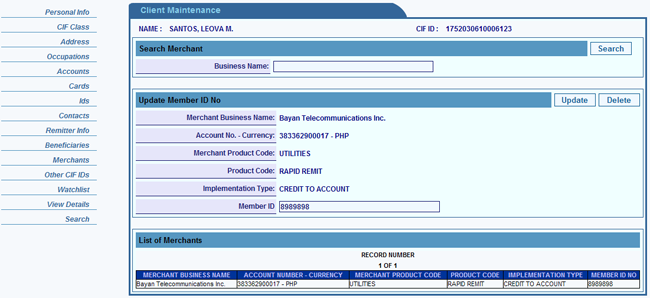 Client Maintenance
Personal Info
CIF Class
Address
Occupations
Accounts
Cards
Ids
Contacts
Remitter Info
Beneficiaries
Merchants
Other CIF IDs
Watchlist
View Details
Search
NAME : SANTOS, LEOVA M. CIF ID : 1752030610006123
Search Merchant Search
Business Name:
Update Member ID No Update Delete
Merchant Business Name: Bayan Telecommunications Inc.
Account No. - Currency: 383362900017 - PHP
Merchant Product Code: UTILITIES
Product Code: RAPID REMIT
Implementation Type: CREDIT TO ACCOUNT
Member ID 8989898
List of Merchants
RECORD NUMBER
1 OF 1
MERCHANT BUSINESS NAME ACCOUNT NUMBER - CURRENCY MERCHANT PRODUCT CODE PRODUCT CODE IMPLEMENTATION TYPE MEMBER ID NO
Bayan Telecommunications Inc. 383362900017 - PHP UTILITIES RAPID REMIT CREDIT TO ACCOUNT 8989898